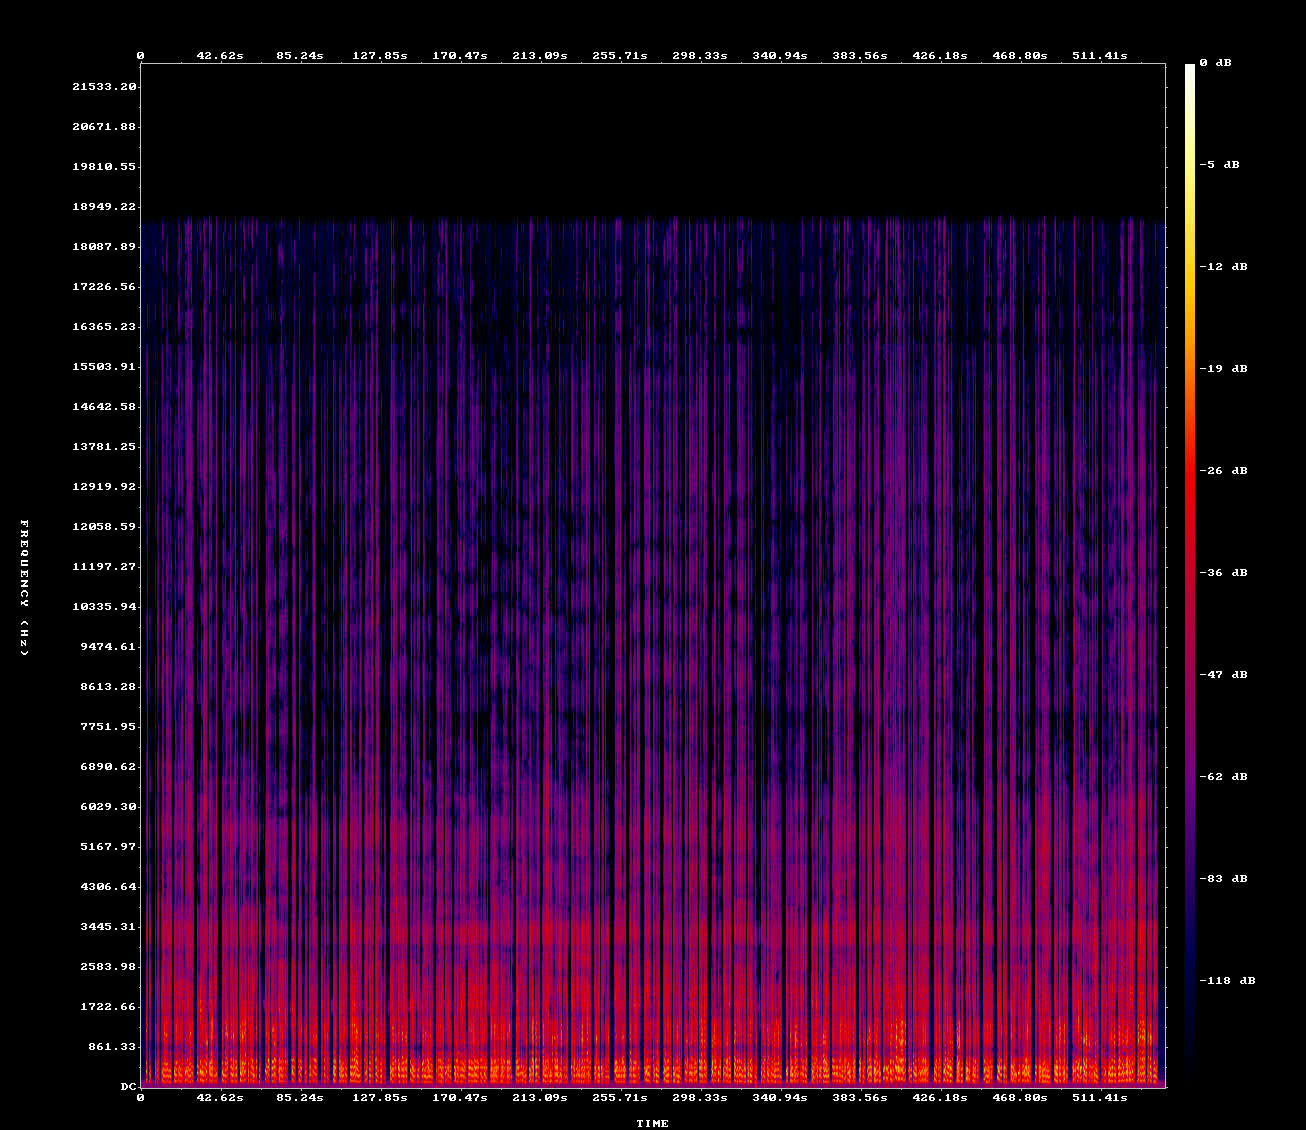 0 42.62s 85.24s 127.85s 170.47s 213.09s 255.71s 298.33s 340.94s 383.56s 426.18s 468.80s 511.41s
0 dB
21533.20
20671.88
19810.55
-5 dB
18949.22
18087.89
-12 dB
17226.56
16365.23
15503.91
-19 dB
14642.58
13781.25
-26 dB
12919.92
12058.59
11197.27
-36 dB
10335.94
9474.61
-47 dB
8613.28
7751.95
6890.62
-62 dB
6029.30
5167.97
-83 dB
4306.64
3445.31
2583.98
-118 dB
1722.66
861.33
DC
FREQUENCY (Hz)
0 42.62s 85.24s 127.85s 170.47s 213.09s 255.71s 298.33s 340.94s 383.56s 426.18s 468.80s 511.41s
TIME